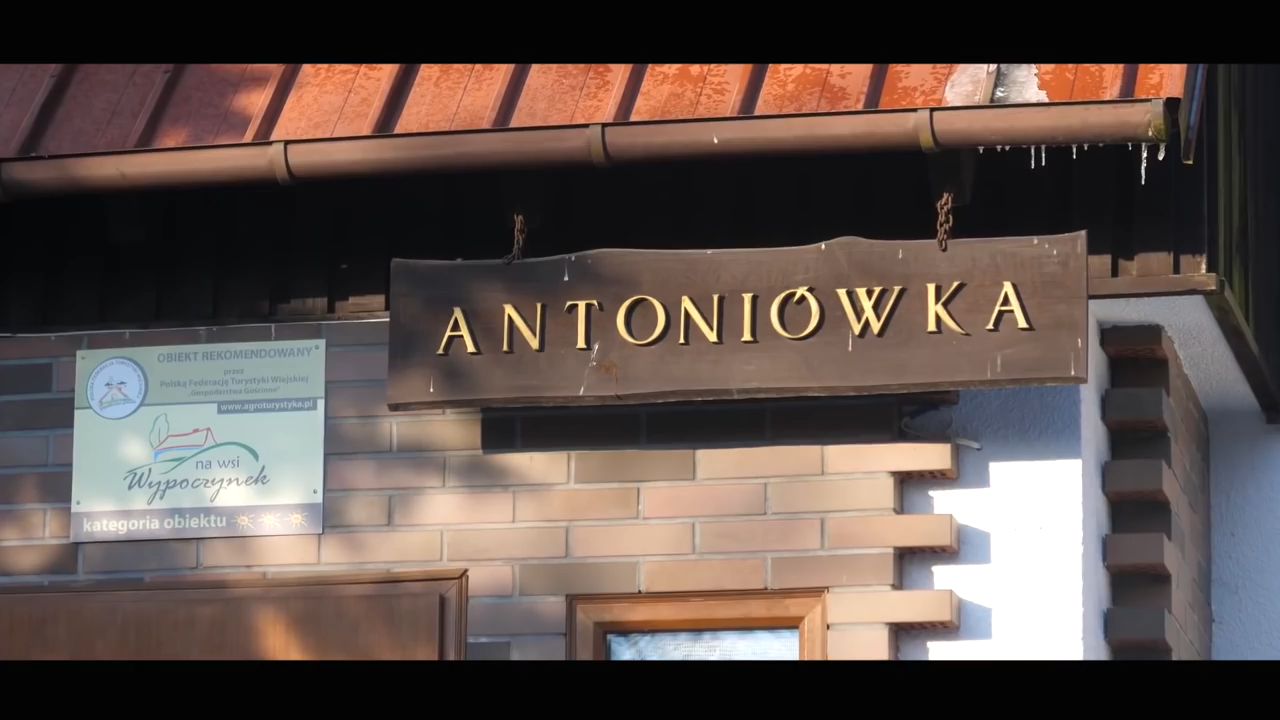 ANTONIÓWKA
OBIEKT REKOMENDOWANY
przez
Polską Federację Turystyki Wiejskiej
„Gospodarstwa Gościnne”
www.agroturystyka.pl
na wsi
Wypoczynek
kategoria obiektu